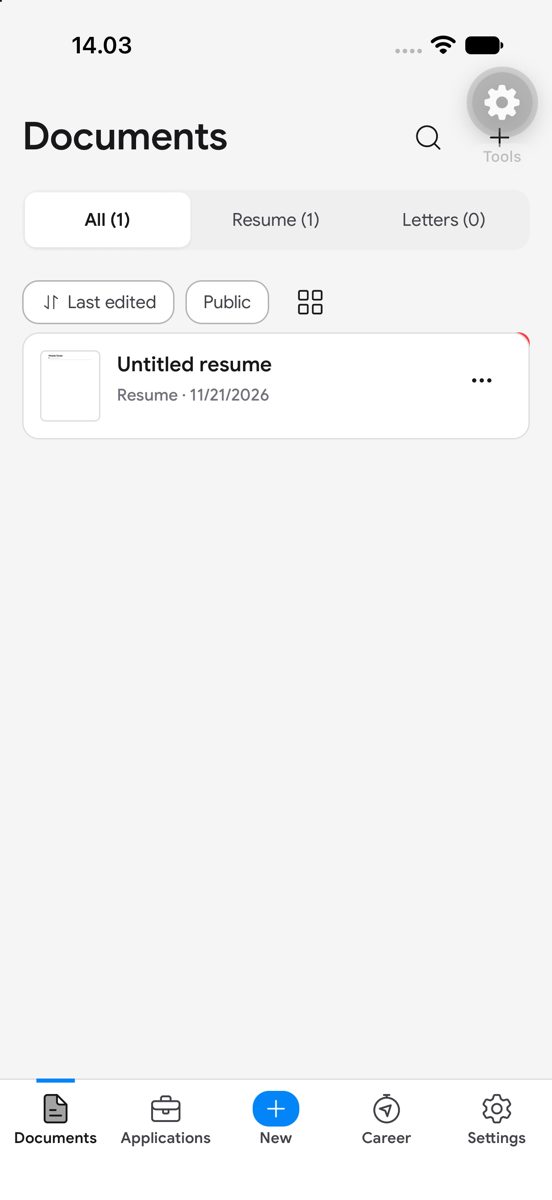 14.03
Documents
Tools
All (1)
Resume (1)
Letters (0)
Last edited
Public
Untitled resume
Resume · 11/21/2026
Documents
Applications
New
Career
Settings